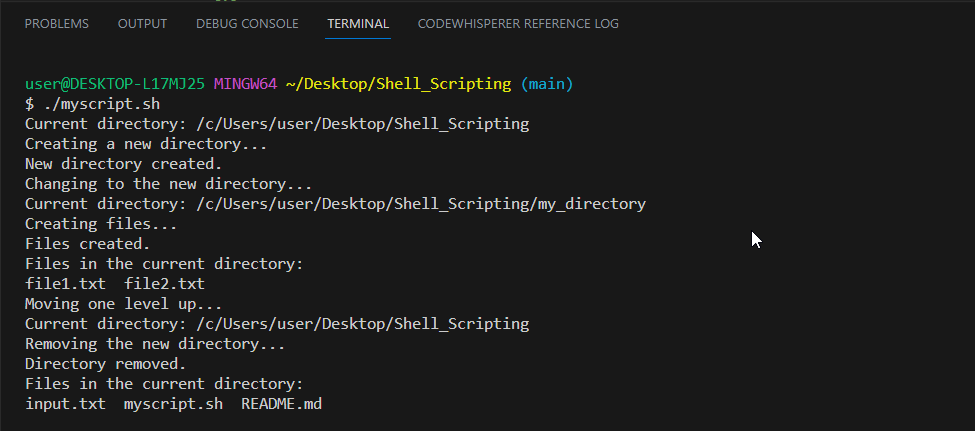 PROBLEMS OUTPUT DEBUG CONSOLE TERMINAL CODEWHISPERER REFERENCE LOG
user@DESKTOP-L17MJ25 MINGW64 ~/Desktop/Shell_Scripting (main)
$ ./myscript.sh
Current directory: /c/Users/user/Desktop/Shell_Scripting
Creating a new directory...
New directory created.
Changing to the new directory...
Current directory: /c/Users/user/Desktop/Shell_Scripting/my_directory
Creating files...
Files created.
Files in the current directory:
file1.txt  file2.txt
Moving one level up...
Current directory: /c/Users/user/Desktop/Shell_Scripting
Removing the new directory...
Directory removed.
Files in the current directory:
input.txt  myscript.sh  README.md